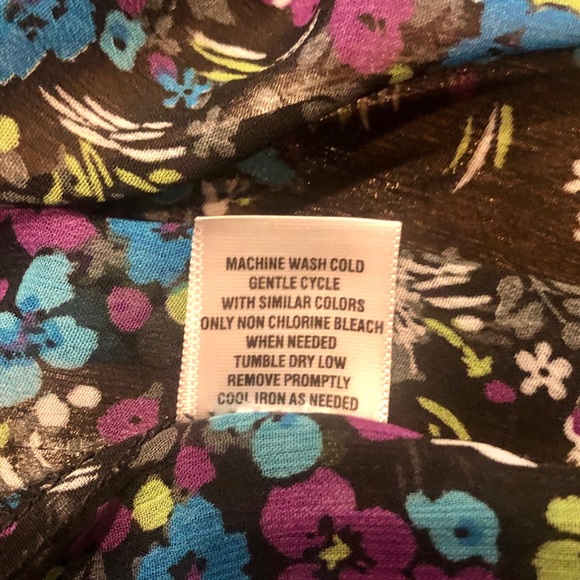 MACHINE WASH COLD
GENTLE CYCLE
WITH SIMILAR COLORS
ONLY NON CHLORINE BLEACH
WHEN NEEDED
TUMBLE DRY LOW
REMOVE PROMPTLY
COOL IRON AS NEEDED